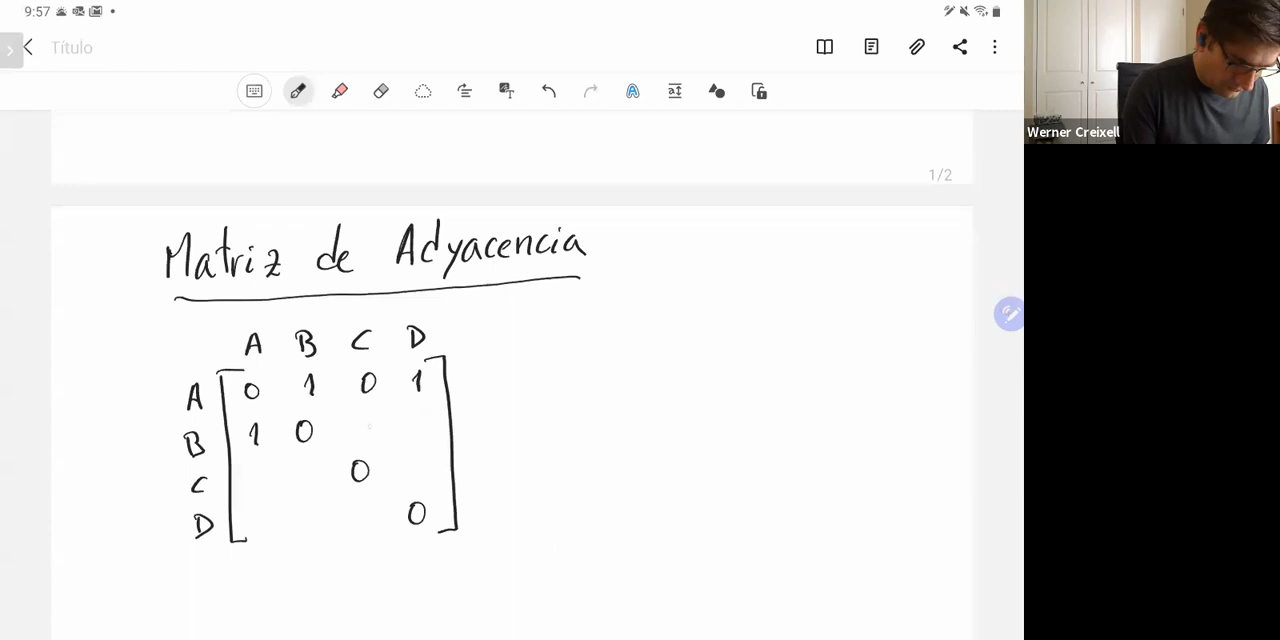 9:57
Título
Werner Creixell
1/2
Matriz de Adyacencia
A B C D
A 0 1 0 1
B 1 0
C 0
D 0